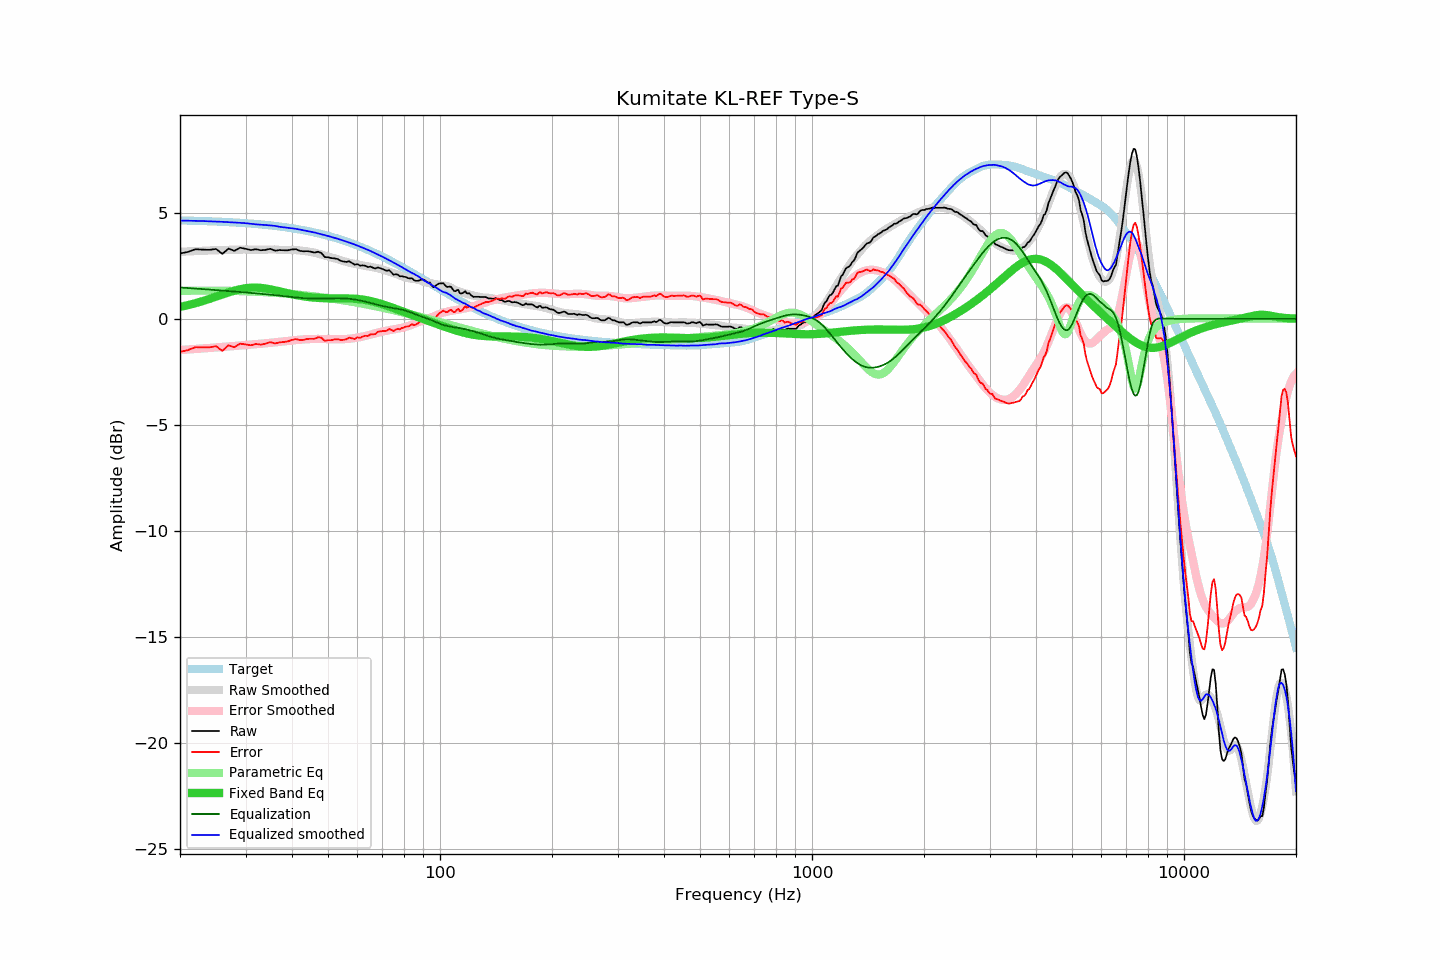 Kumitate KL-REF Type-S
5
0
−5
−10
−15
−20
−25
Amplitude (dBr)
Target
Raw Smoothed
Error Smoothed
Raw
Error
Parametric Eq
Fixed Band Eq
Equalization
Equalized smoothed
100
1000
10000
Frequency (Hz)